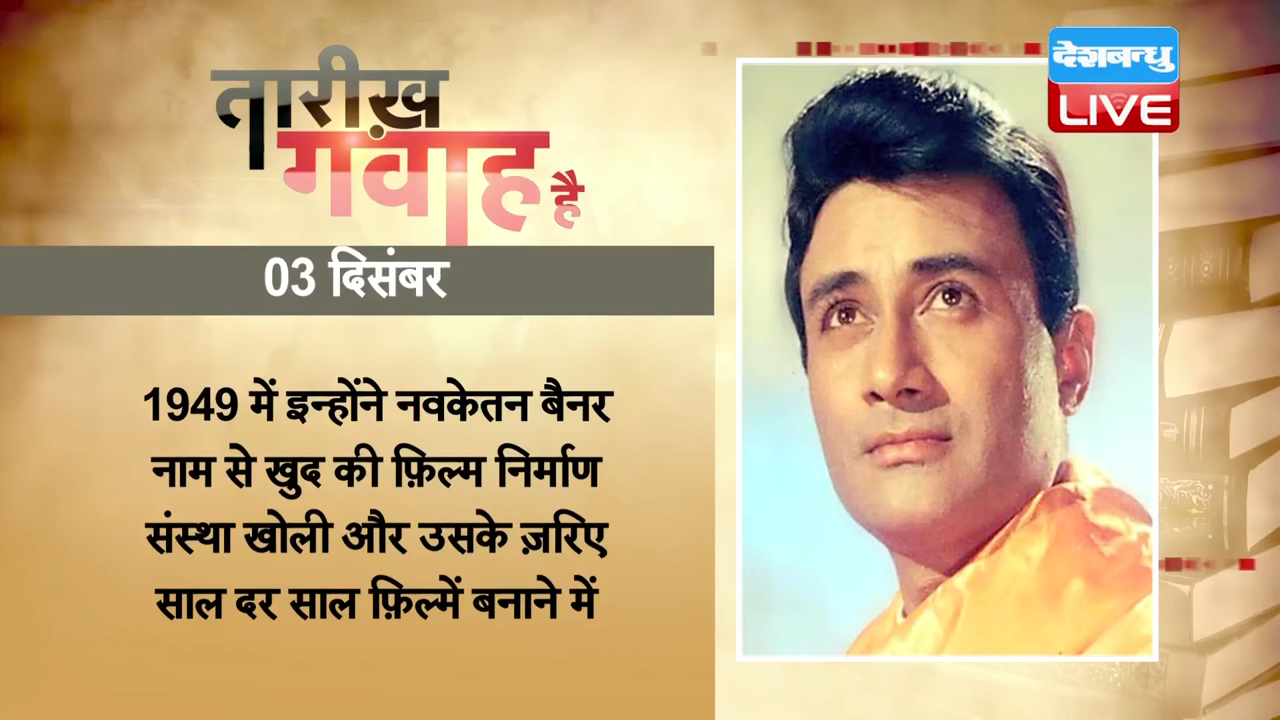 तारीख़
गवाह है
देशबन्धु
LIVE
03 दिसंबर
1949 में इन्होंने नवकेतन बैनर
नाम से खुद की फ़िल्म निर्माण
संस्था खोली और उसके ज़रिए
साल दर साल फ़िल्में बनाने में